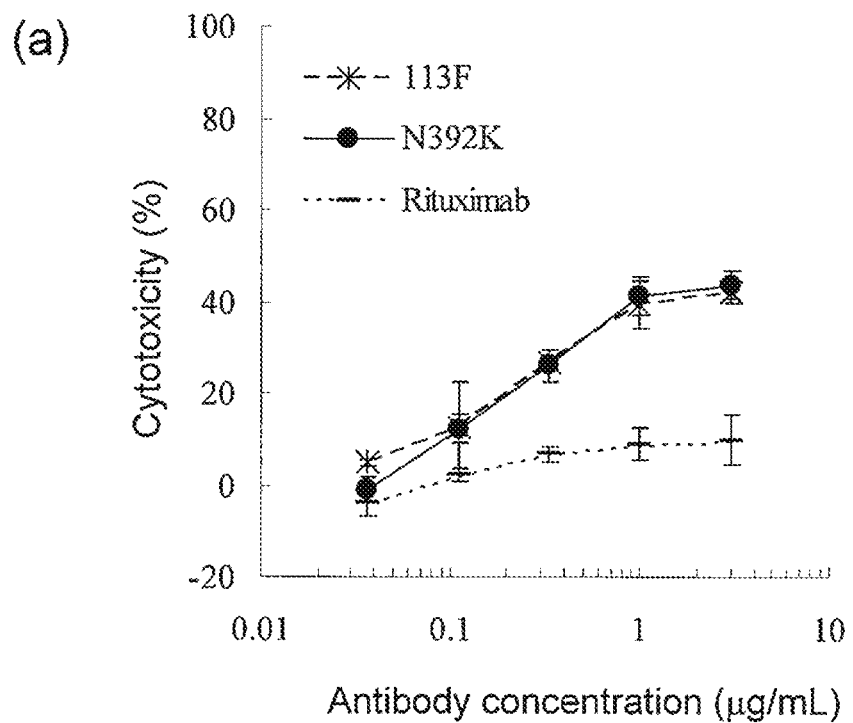 (a)
100
80
60
40
20
0
-20
Cytotoxicity (%)
113F
N392K
Rituximab
0.01
0.1
1
10
Antibody concentration (μg/mL)